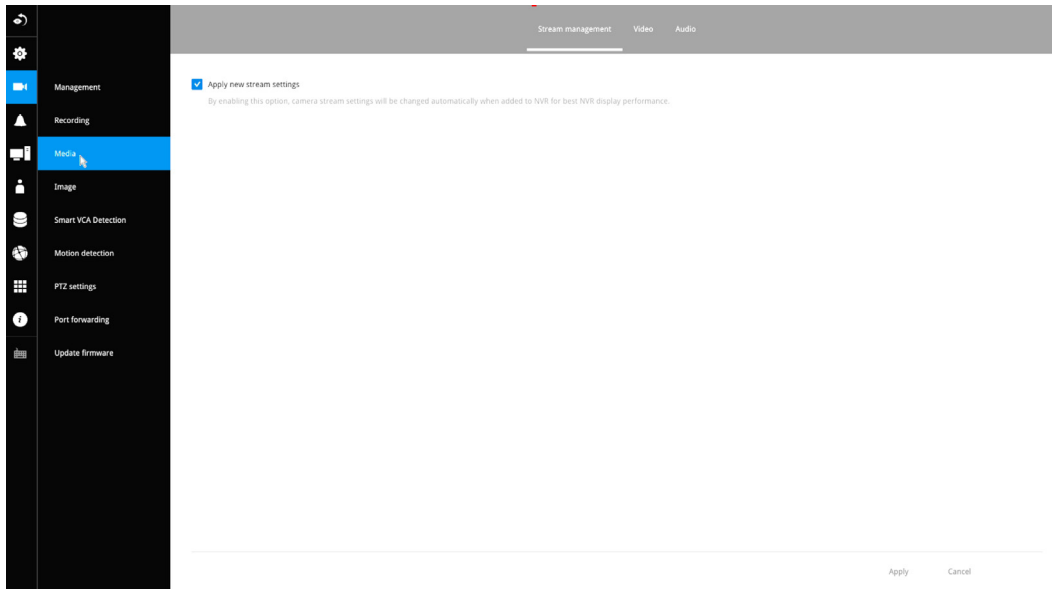 Stream management
Video
Audio
Management
Recording
Media
Image
Smart VCA Detection
Motion detection
PTZ settings
Port forwarding
Update firmware
Apply new stream settings
By enabling this option, camera stream settings will be changed automatically when added to NVR for best NVR display performance.
Apply
Cancel